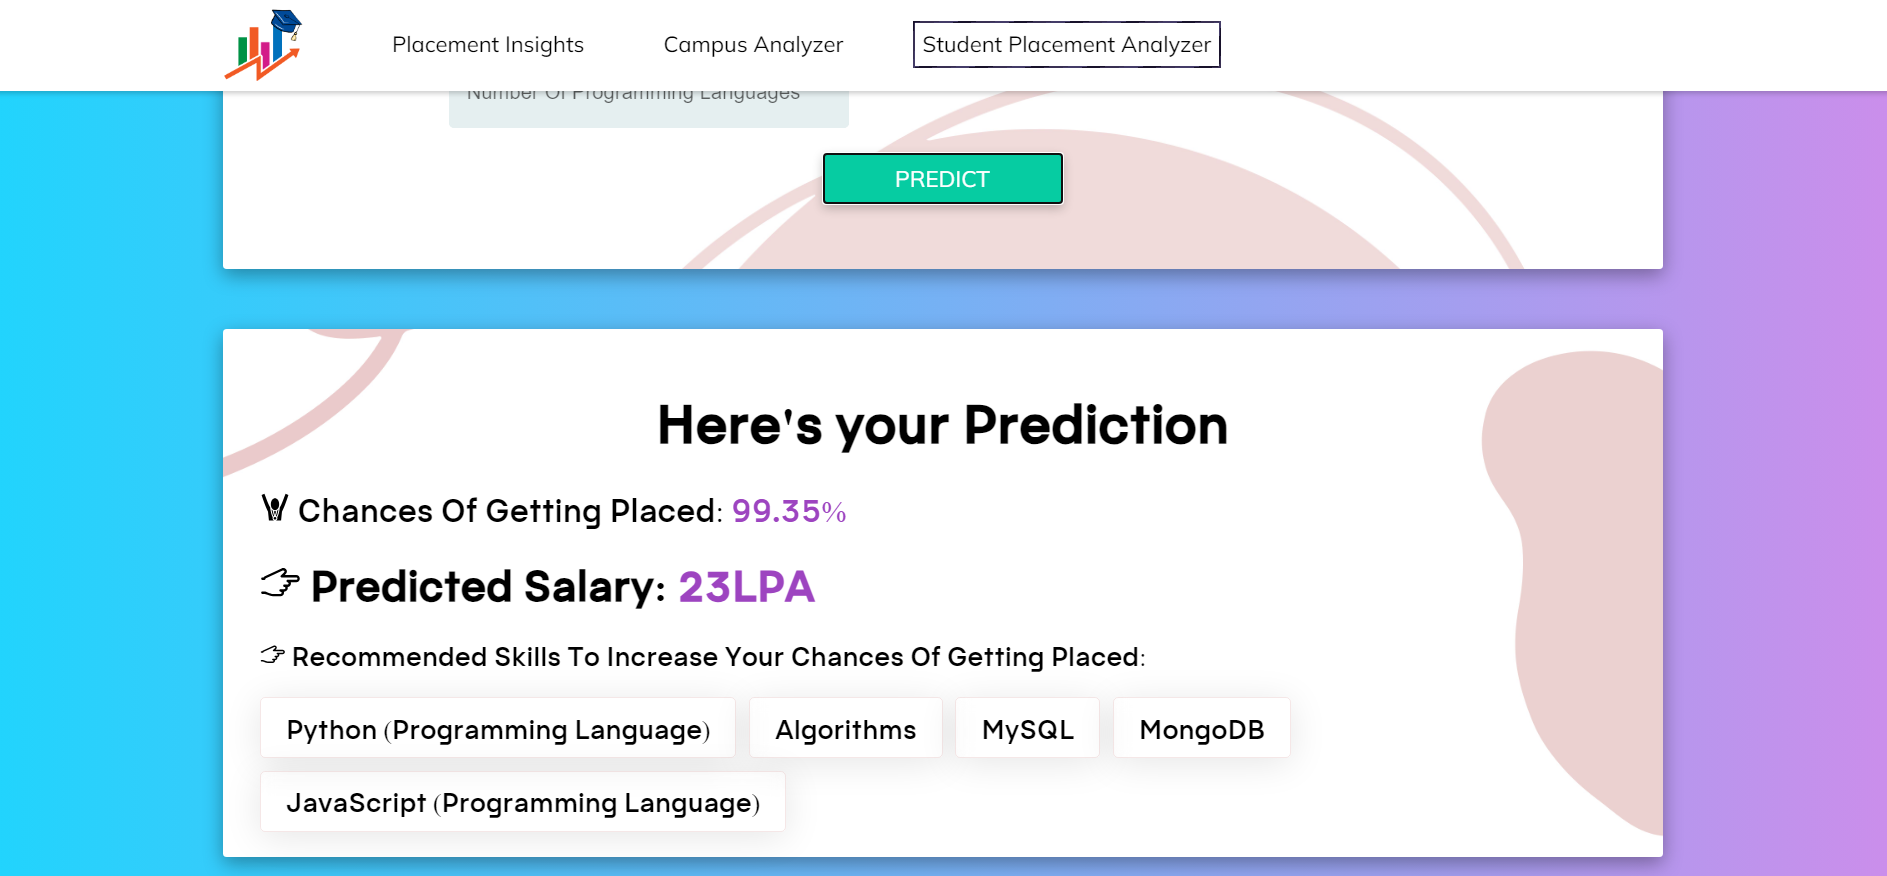 Placement Insights Campus Analyzer Student Placement Analyzer
Number Of Programming Languages
PREDICT
Here's your Prediction
Chances Of Getting Placed: 99.35%
Predicted Salary: 23LPA
Recommended Skills To Increase Your Chances Of Getting Placed:
Python (Programming Language) Algorithms MySQL MongoDB
JavaScript (Programming Language)